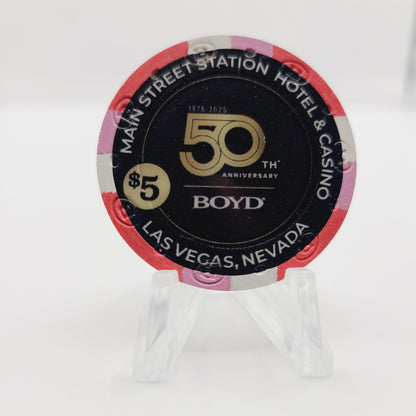 MAIN STREET STATION HOTEL & CASINO
1975-2025
50TH
ANNIVERSARY
BOYD
$5
LAS VEGAS, NEVADA